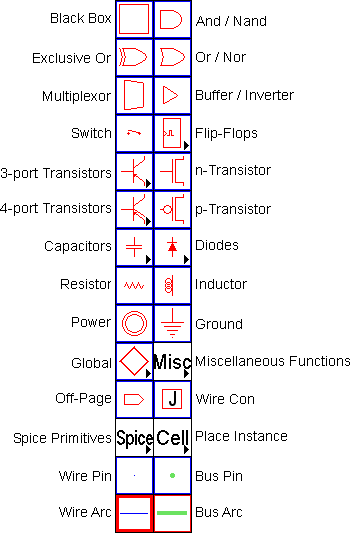 Black Box And / Nand
Exclusive Or Or / Nor
Multiplexor Buffer / Inverter
Switch Flip-Flops
3-port Transistors n-Transistor
4-port Transistors p-Transistor
Capacitors Diodes
Resistor Inductor
Power Ground
Global Misc Miscellaneous Functions
Off-Page J Wire Con
Spice Primitives Spice Cell Place Instance
Wire Pin Bus Pin
Wire Arc Bus Arc